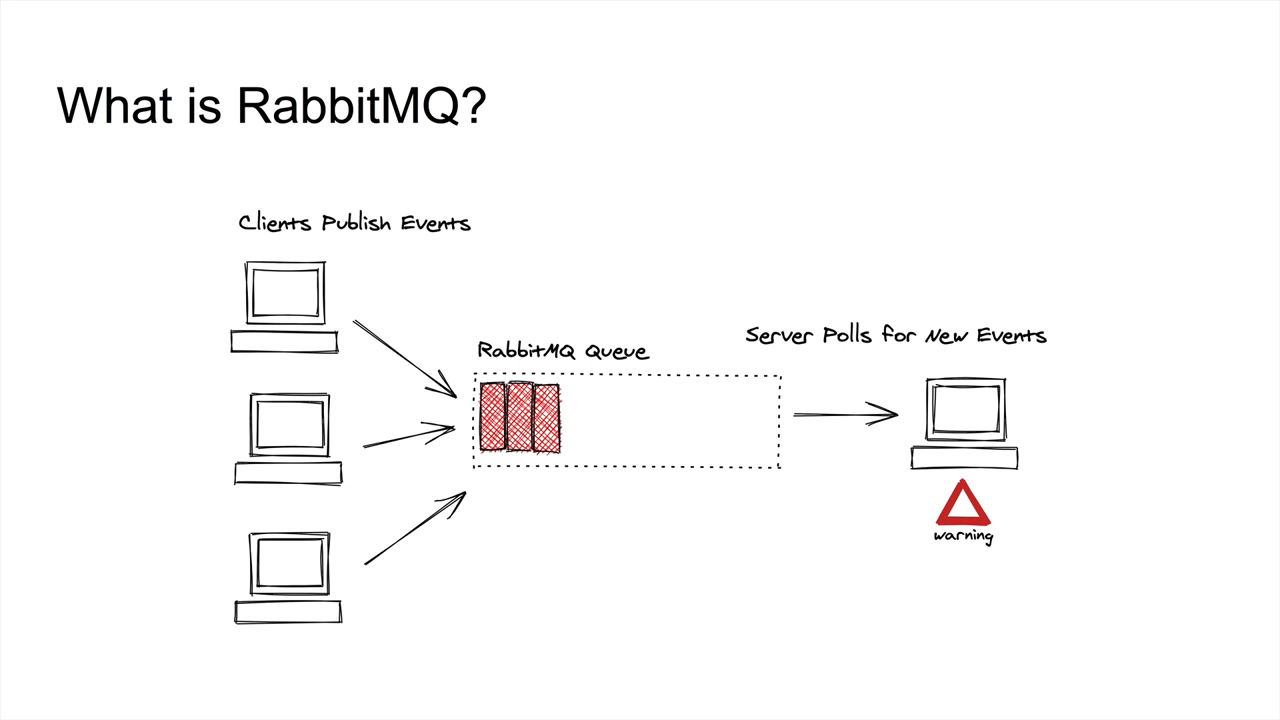 What is RabbitMQ?
Clients Publish Events
RabbitMQ Queue
Server Polls for New Events
warning